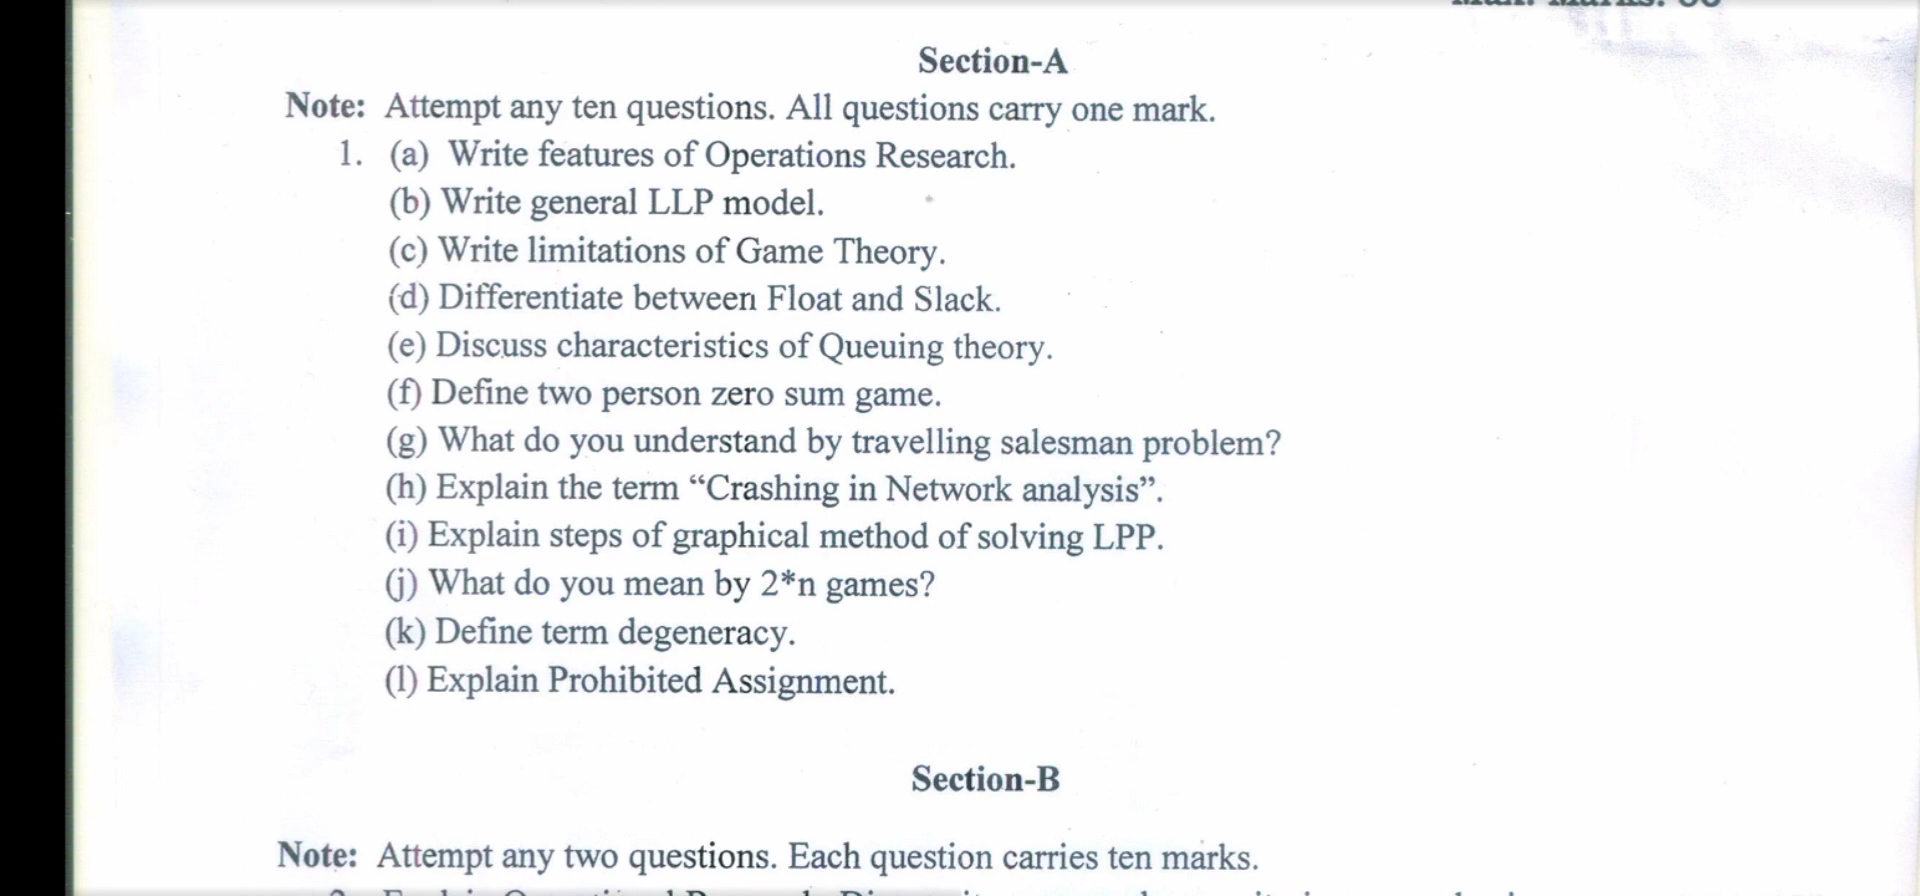 Section-A
Note: Attempt any ten questions. All questions carry one mark.
1. (a) Write features of Operations Research.
(b) Write general LLP model.
(c) Write limitations of Game Theory.
(d) Differentiate between Float and Slack.
(e) Discuss characteristics of Queuing theory.
(f) Define two person zero sum game.
(g) What do you understand by travelling salesman problem?
(h) Explain the term “Crashing in Network analysis”.
(i) Explain steps of graphical method of solving LPP.
(j) What do you mean by 2*n games?
(k) Define term degeneracy.
(l) Explain Prohibited Assignment.
Section-B
Note: Attempt any two questions. Each question carries ten marks.